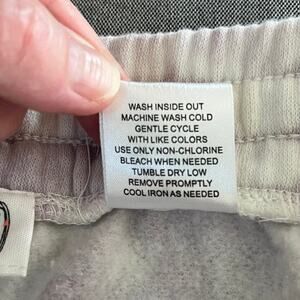 WASH INSIDE OUT
MACHINE WASH COLD
GENTLE CYCLE
WITH LIKE COLORS
USE ONLY NON-CHLORINE
BLEACH WHEN NEEDED
TUMBLE DRY LOW
REMOVE PROMPTLY
COOL IRON AS NEEDED